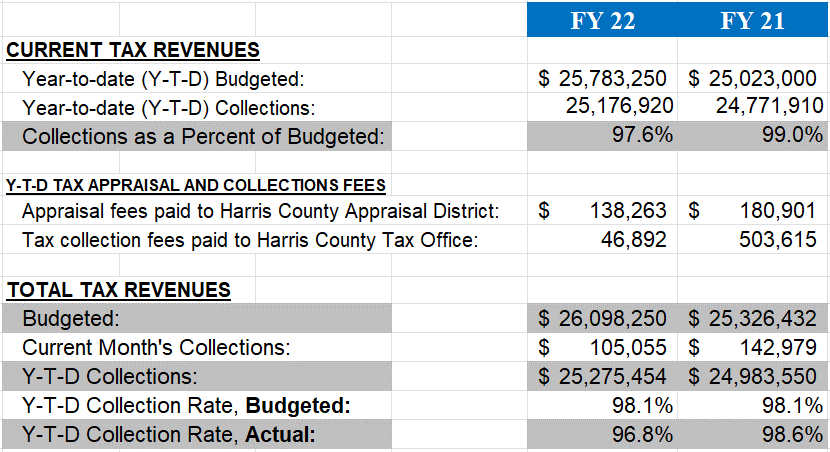 FY 22 FY 21
CURRENT TAX REVENUES
Year-to-date (Y-T-D) Budgeted: $ 25,783,250 $ 25,023,000
Year-to-date (Y-T-D) Collections: 25,176,920 24,771,910
Collections as a Percent of Budgeted: 97.6% 99.0%
Y-T-D TAX APPRAISAL AND COLLECTIONS FEES
Appraisal fees paid to Harris County Appraisal District: $ 138,263 $ 180,901
Tax collection fees paid to Harris County Tax Office: 46,892 503,615
TOTAL TAX REVENUES
Budgeted: $ 26,098,250 $ 25,326,432
Current Month's Collections: $ 105,055 $ 142,979
Y-T-D Collections: $ 25,275,454 $ 24,983,550
Y-T-D Collection Rate, Budgeted: 98.1% 98.1%
Y-T-D Collection Rate, Actual: 96.8% 98.6%